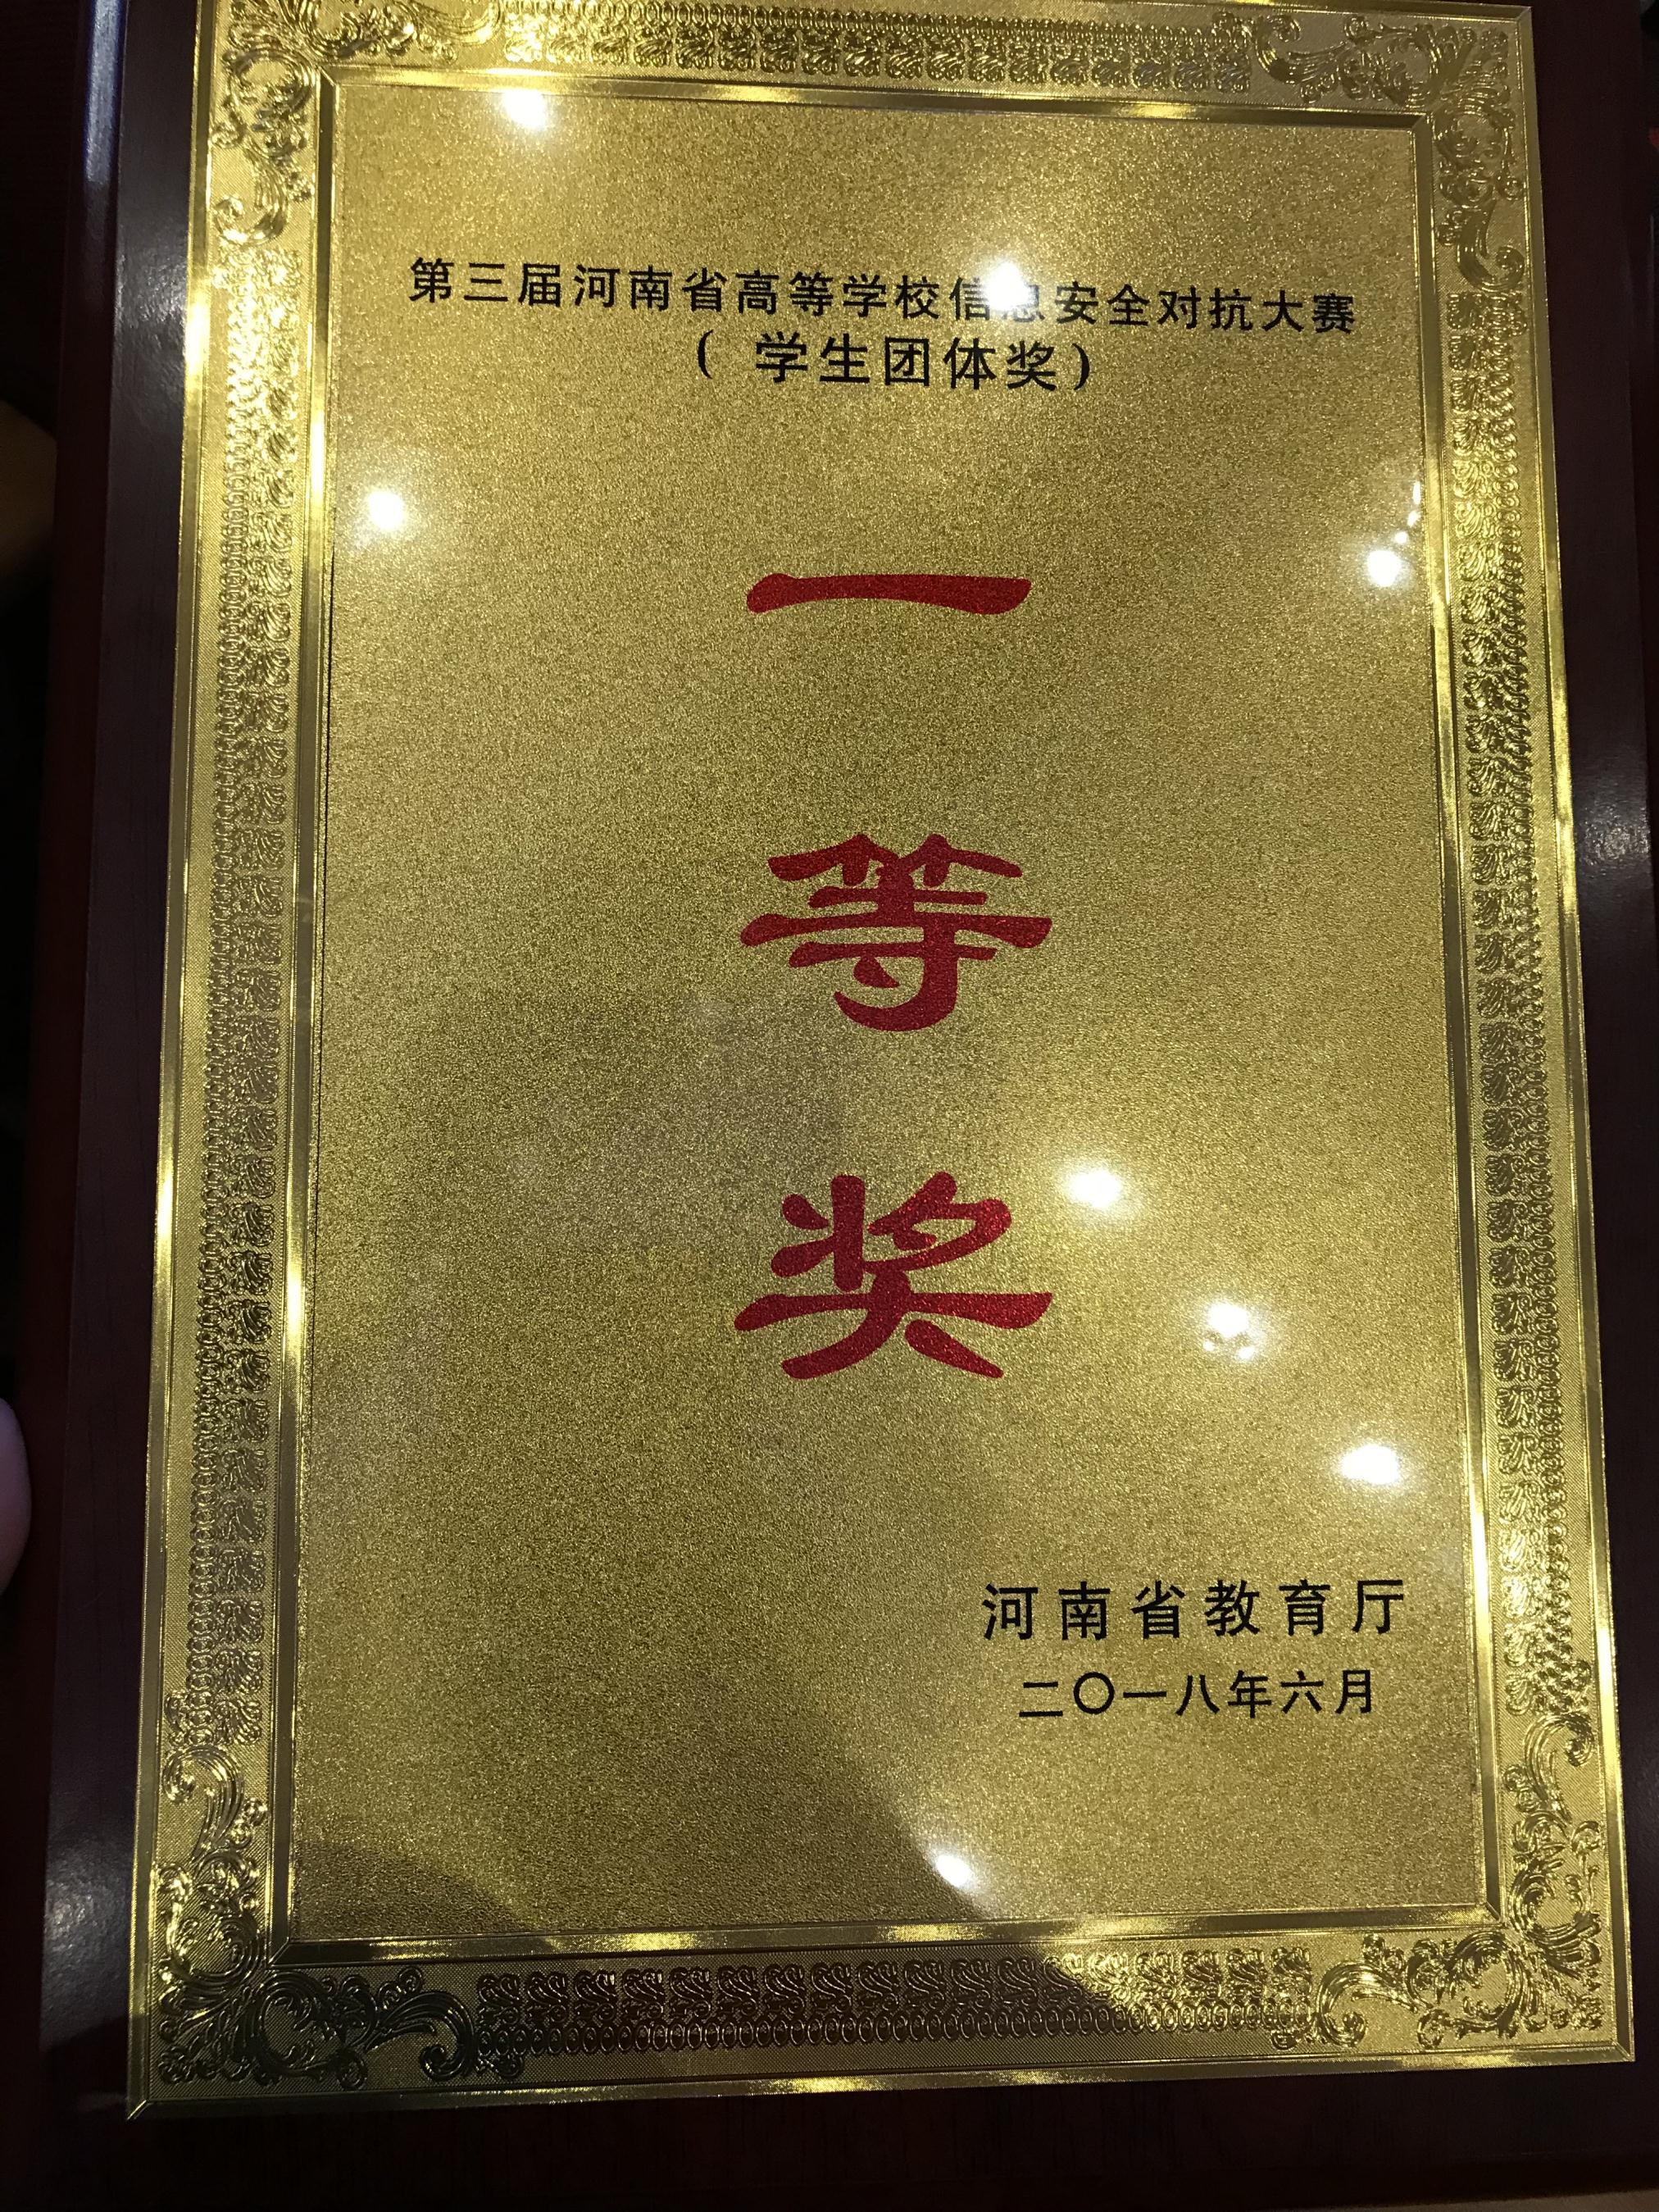 第三届河南省高等学校信息安全对抗大赛
（ 学生团体奖）
一
等
奖
河南省教育厅
二〇一八年六月